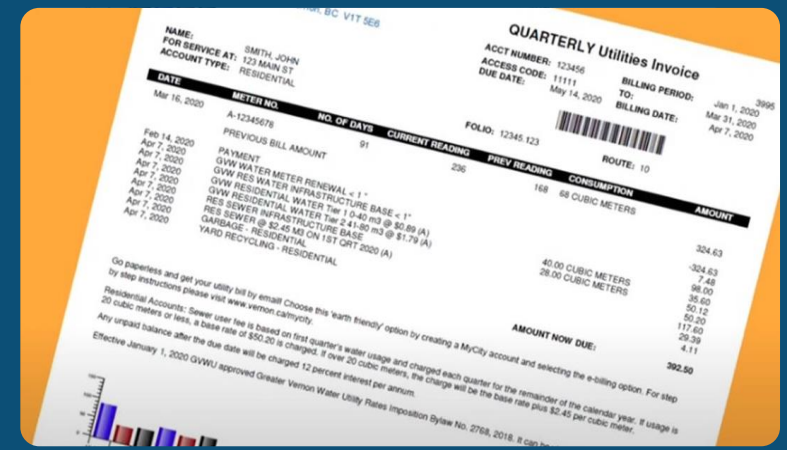 BC V1T 5E6
QUARTERLY Utilities Invoice
NAME: SMITH, JOHN
FOR SERVICE AT: 123 MAIN ST
ACCOUNT TYPE: RESIDENTIAL
ACCT NUMBER: 123456
ACCESS CODE: 11111
DUE DATE: May 14, 2020
3995
BILLING PERIOD: Jan 1, 2020
TO: Mar 31, 2020
BILLING DATE: Apr 7, 2020
FOLIO: 12345.123
ROUTE: 10
DATE METER NO. NO. OF DAYS CURRENT READING PREV READING CONSUMPTION AMOUNT
Mar 16, 2020 A-12345678 91 236 168 68 CUBIC METERS
PREVIOUS BILL AMOUNT 324.63
Feb 14, 2020 PAYMENT -324.63
Apr 7, 2020 GVW WATER METER RENEWAL < 1" 7.48
Apr 7, 2020 GVW RES WATER INFRASTRUCTURE BASE < 1" 98.00
Apr 7, 2020 GVW RESIDENTIAL WATER Tier 1 0-40 m3 @ $0.89 (A) 40.00 CUBIC METERS 35.60
Apr 7, 2020 GVW RESIDENTIAL WATER Tier 2 41-80 m3 @ $1.79 (A) 28.00 CUBIC METERS 50.12
Apr 7, 2020 RES SEWER INFRASTRUCTURE BASE 50.20
Apr 7, 2020 RES SEWER @ $2.45 M3 ON 1ST QRT 2020 (A) 117.60
Apr 7, 2020 GARBAGE - RESIDENTIAL 29.39
Apr 7, 2020 YARD RECYCLING - RESIDENTIAL 4.11
AMOUNT NOW DUE: 392.50
Go paperless and get your utility bill by email! Choose this 'earth friendly' option by creating a MyCity account and selecting the e-billing option. For step
by step instructions please visit www.vernon.ca/mycity.
Residential Accounts: Sewer user fee is based on first quarter's water usage and charged each quarter for the remainder of the calendar year. If usage is
20 cubic meters or less, a base rate of $50.20 is charged. If over 20 cubic meters, the charge will be the base rate plus $2.45 per cubic meter.
Any unpaid balance after the due date will be charged 12 percent interest per annum.
Effective January 1, 2020 GVWU approved Greater Vernon Water Utility Rates Imposition Bylaw No. 2768, 2018. It can be